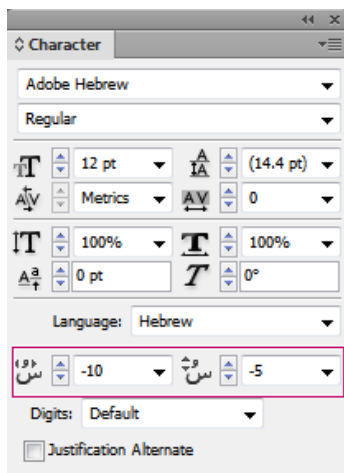 Character
Adobe Hebrew
Regular
12 pt (14.4 pt)
Metrics 0
100% 100%
0 pt 0°
Language: Hebrew
-10 -5
Digits: Default
Justification Alternate